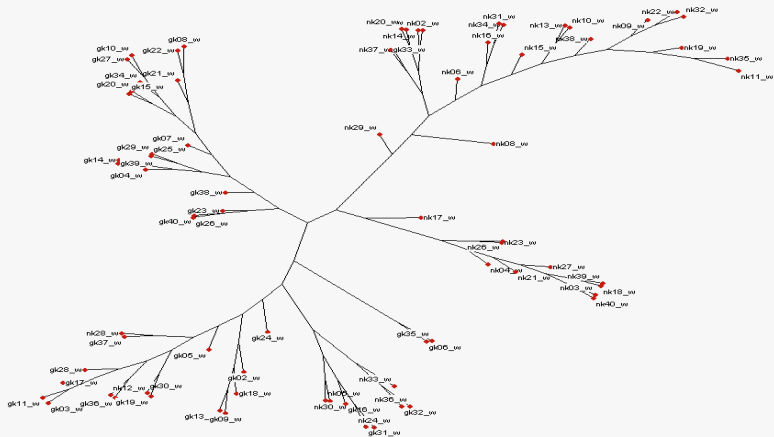 nk22_w nk32_w
nk31_w
gk08_w
nk20_w nk02_w
nk34_w nk13_w nk10_w
nk09_w
nk14_w nk16_w
gk10_w gk22_w
nk37_w gk33_w
nk15_w nk38_w nk19_w
gk27_w
nk35_w
gk34_w gk21_w
nk06_w
nk11_w
gk20_w gk15_w
nk29_w
gk07_w
nk08_w
gk29_w gk25_w
gk14_w gk39_w
gk04_w
gk38_w
gk23_w
nk17_w
gk40_w gk26_w
nk26_w nk23_w
nk04_w nk27_w
nk21_w nk39_w
nk03_w nk18_w
nk40_w
nk28_w
gk37_w
gk24_w
gk35_w
gk06_w
gk05_w
gk28_w
gk17_w
gk02_w
nk33_w
nk12_w gk30_w
gk18_w
nk05_w
gk11_w gk03_w gk36_w gk19_w
nk30_w gk16_w
nk36_w
gk32_w
gk13_w gk09_w
nk24_w
gk31_w